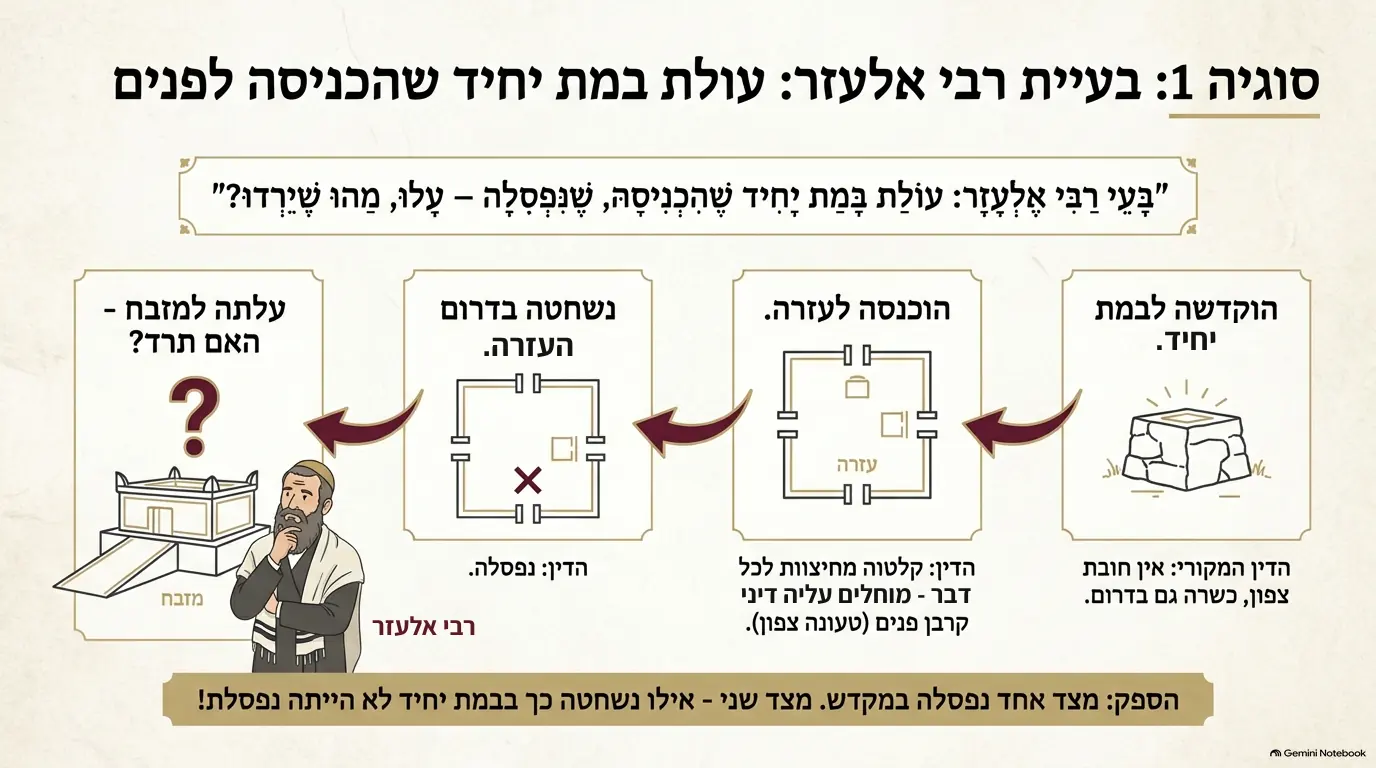 סוגיה 1: בעיית רבי אלעזר: עולת במת יחיד שהכניסה לפנים
"בָּעֵי רַבִּי אֶלְעָזָר: עוֹלַת בָּמַת יָחִיד שֶׁהִכְנִיסָהּ, שֶׁנִּפְסְלָה – עָלוּ, מַהוּ שֶׁיֵּרְדוּ?"
הוקדשה לבמת
יחיד.
הדין המקורי: אין חובת
צפון, כשרה גם בדרום.
הוכנסה לעזרה.
עזרה
הדין: קלטוה מחיצוות לכל
דבר - מוחלים עליה דיני
קרבן פנים (טעונה צפון).
נשחטה בדרום
העזרה.
הדין: נפסלה.
עלתה למזבח -
האם תרד?
?
מזבח
רבי אלעזר
הספק: מצד אחד נפסלה במקדש. מצד שני - אילו נשחטה כך בבמת יחיד לא הייתה נפסלת!
Gemini Notebook